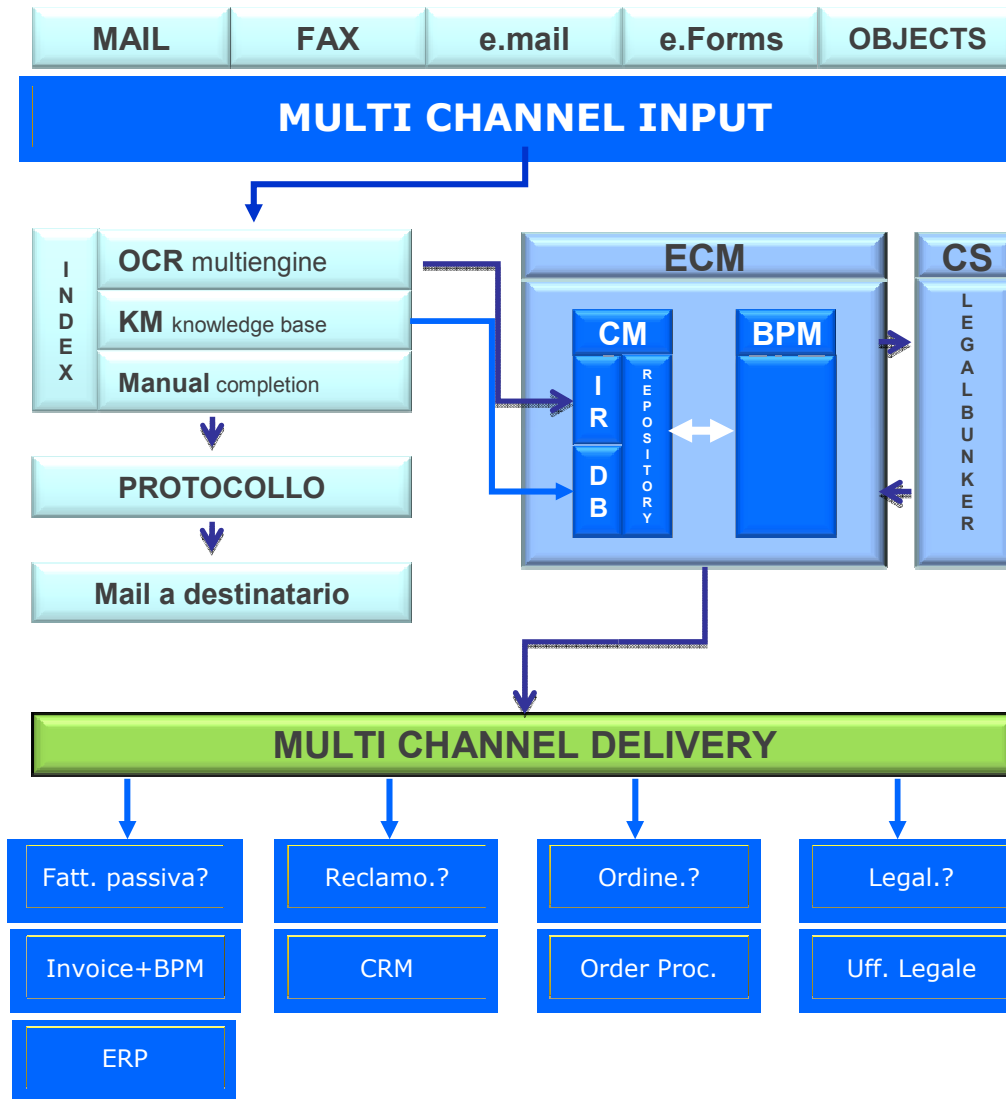 MAIL
FAX
e.mail
e.Forms
OBJECTS
MULTI CHANNEL INPUT
INDEX
OCR multiengine
KM knowledge base
Manual completion
PROTOCOLLO
Mail a destinatario
ECM
CM
IR
DB
REPOSITORY
BPM
CS
LEGALBUNKER
MULTI CHANNEL DELIVERY
Fatt. passiva?
Reclamo.?
Ordine.?
Legal.?
Invoice+BPM
CRM
Order Proc.
Uff. Legale
ERP